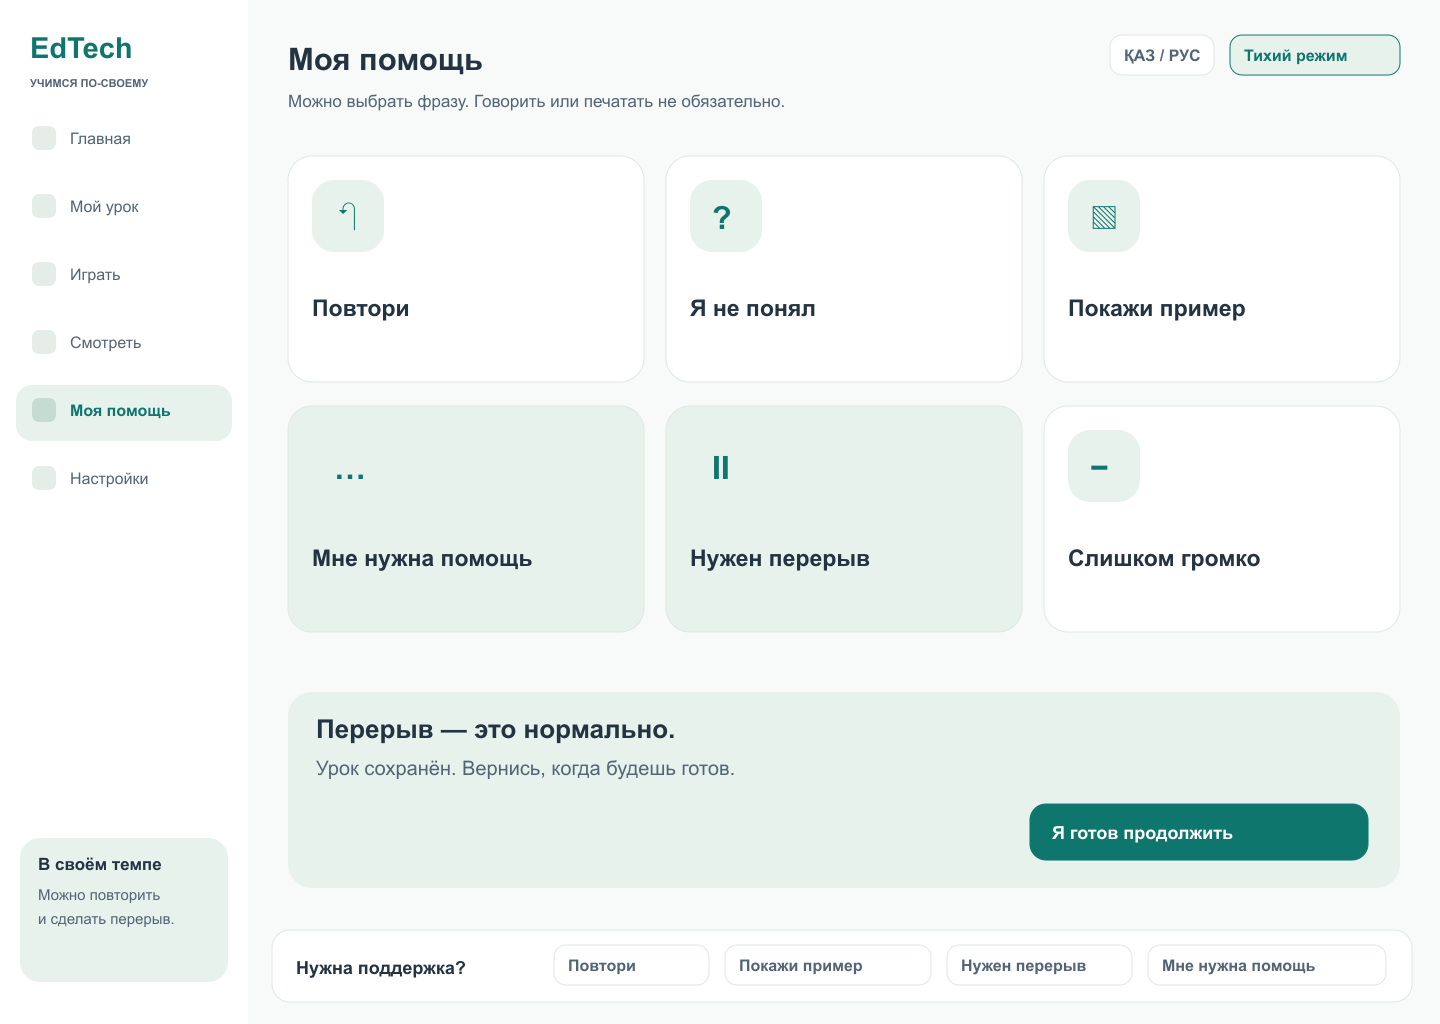 EdTech
УЧИМСЯ ПО-СВОЕМУ
Главная
Мой урок
Играть
Смотреть
Моя помощь
Настройки
В своём темпе
Можно повторить
и сделать перерыв.
Моя помощь
ҚАЗ / РУС
Тихий режим
Можно выбрать фразу. Говорить или печатать не обязательно.
Повтори
?
Я не понял
Покажи пример
...
Мне нужна помощь
Нужен перерыв
–
Слишком громко
Перерыв — это нормально.
Урок сохранён. Вернись, когда будешь готов.
Я готов продолжить
Нужна поддержка?
Повтори
Покажи пример
Нужен перерыв
Мне нужна помощь